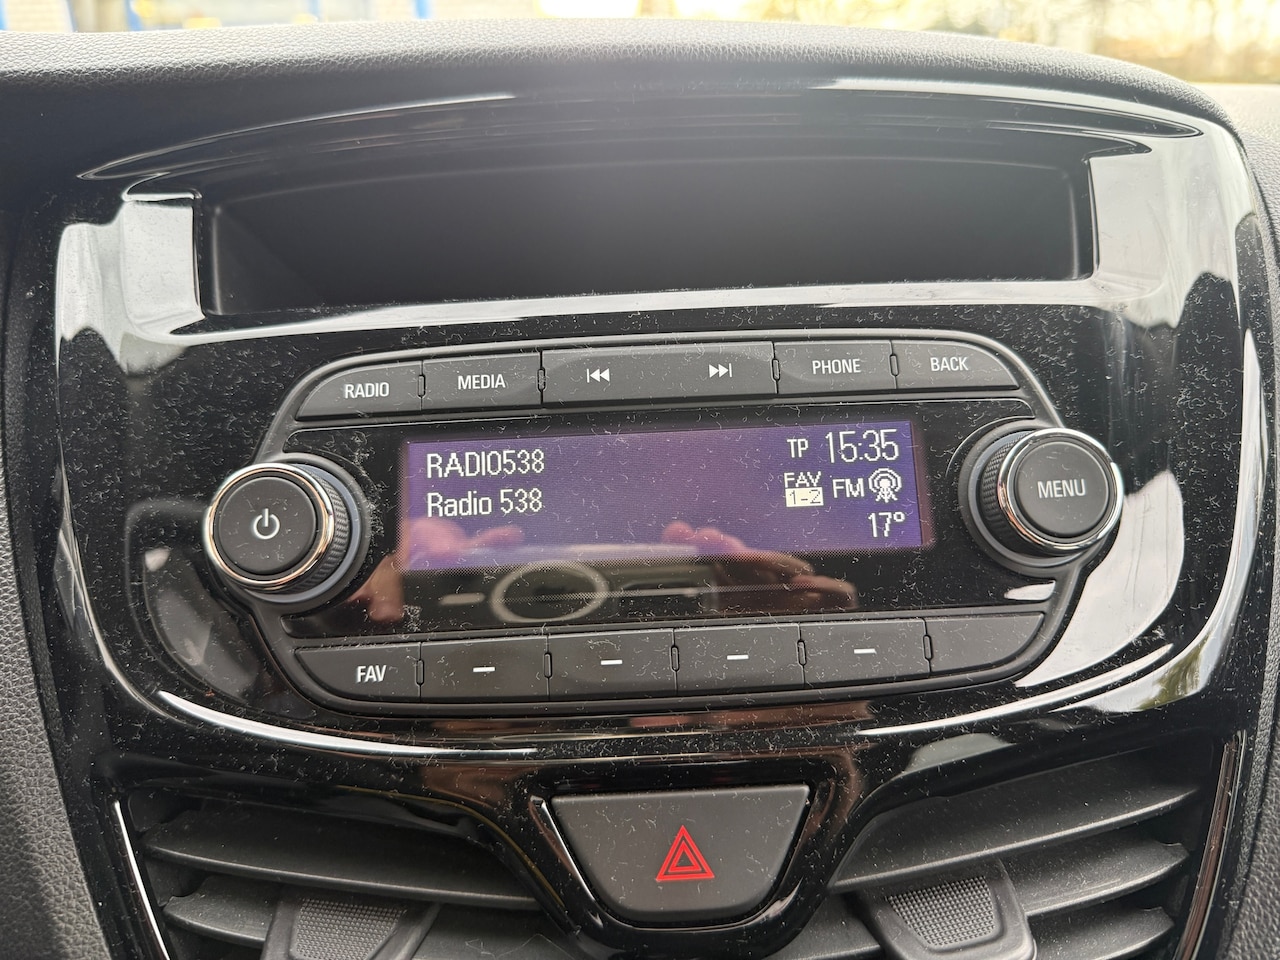 RADIO MEDIA PHONE BACK
RADIO538 TP 15:35
Radio 538 FAV 1-2 FM
17°
MENU
FAV